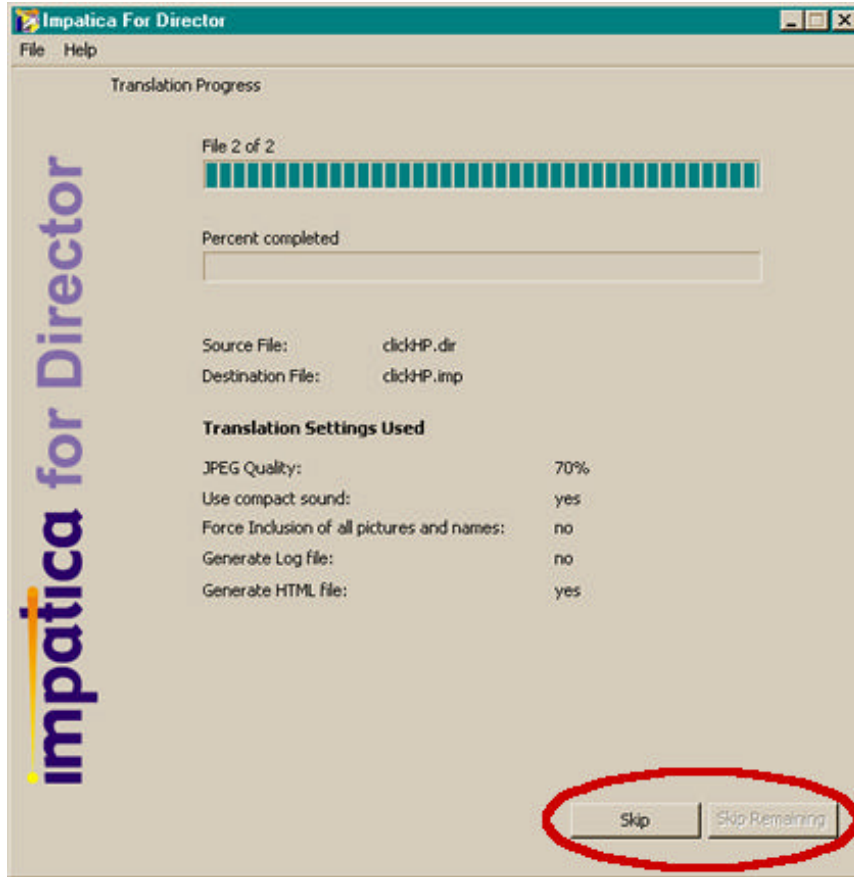 Impatica For Director
File Help
Translation Progress
File 2 of 2
Percent completed
Source File: clickHP.dir
Destination File: clickHP.imp
Translation Settings Used
JPEG Quality: 70%
Use compact sound: yes
Force Inclusion of all pictures and names: no
Generate Log file: no
Generate HTML file: yes
impatica for Director
Skip Skip Remaining